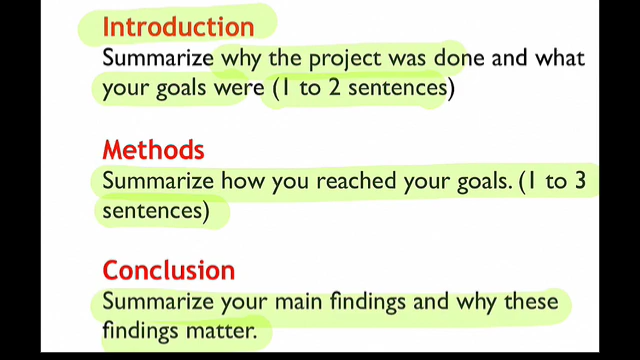 Introduction
Summarize why the project was done and what
your goals were (1 to 2 sentences)
Methods
Summarize how you reached your goals. (1 to 3
sentences)
Conclusion
Summarize your main findings and why these
findings matter.